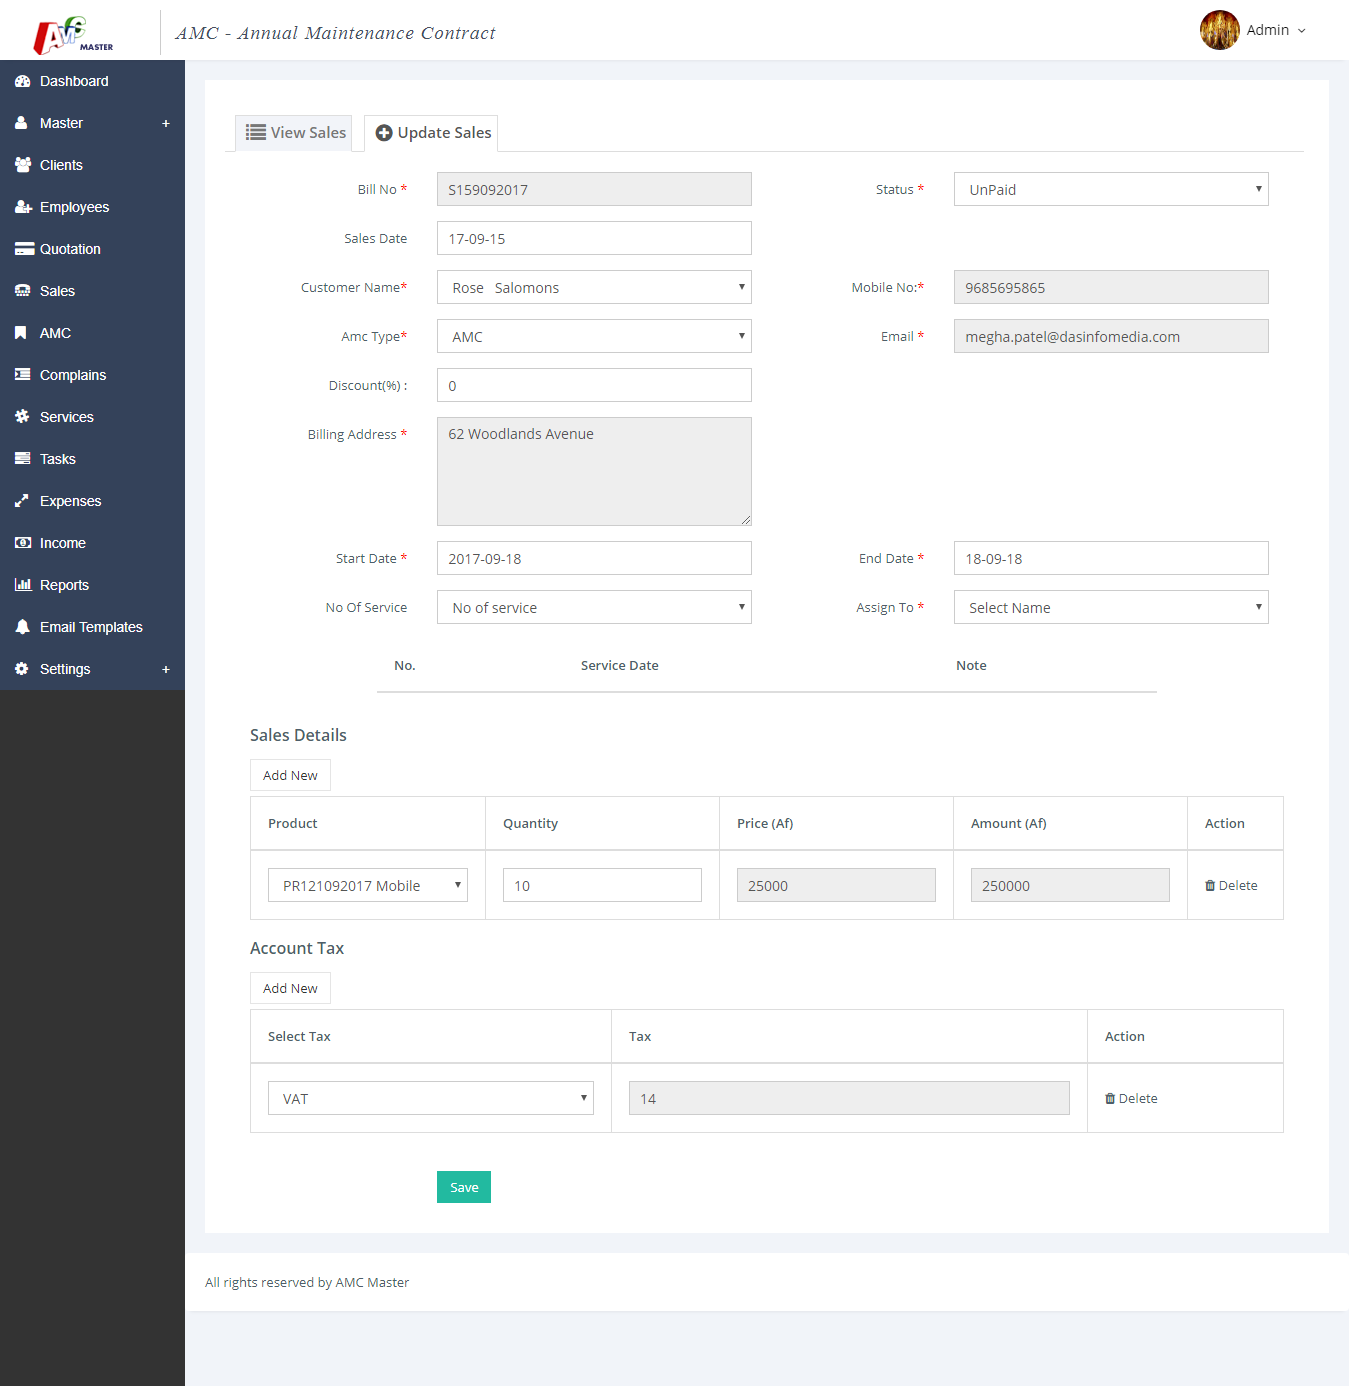 AMC MASTER
AMC - Annual Maintenance Contract
Admin
Dashboard
Master +
Clients
Employees
Quotation
Sales
AMC
Complains
Services
Tasks
Expenses
Income
Reports
Email Templates
Settings +
View Sales Update Sales
Bill No * S159092017 Status * UnPaid
Sales Date 17-09-15
Customer Name* Rose Salomons Mobile No:* 9685695865
Amc Type* AMC Email * megha.patel@dasinfomedia.com
Discount(%) : 0
Billing Address * 62 Woodlands Avenue
Start Date * 2017-09-18 End Date * 18-09-18
No Of Service No of service Assign To * Select Name
No. Service Date Note
Sales Details
Add New
Product Quantity Price (Af) Amount (Af) Action
PR121092017 Mobile 10 25000 250000 Delete
Account Tax
Add New
Select Tax Tax Action
VAT 14 Delete
Save
All rights reserved by AMC Master